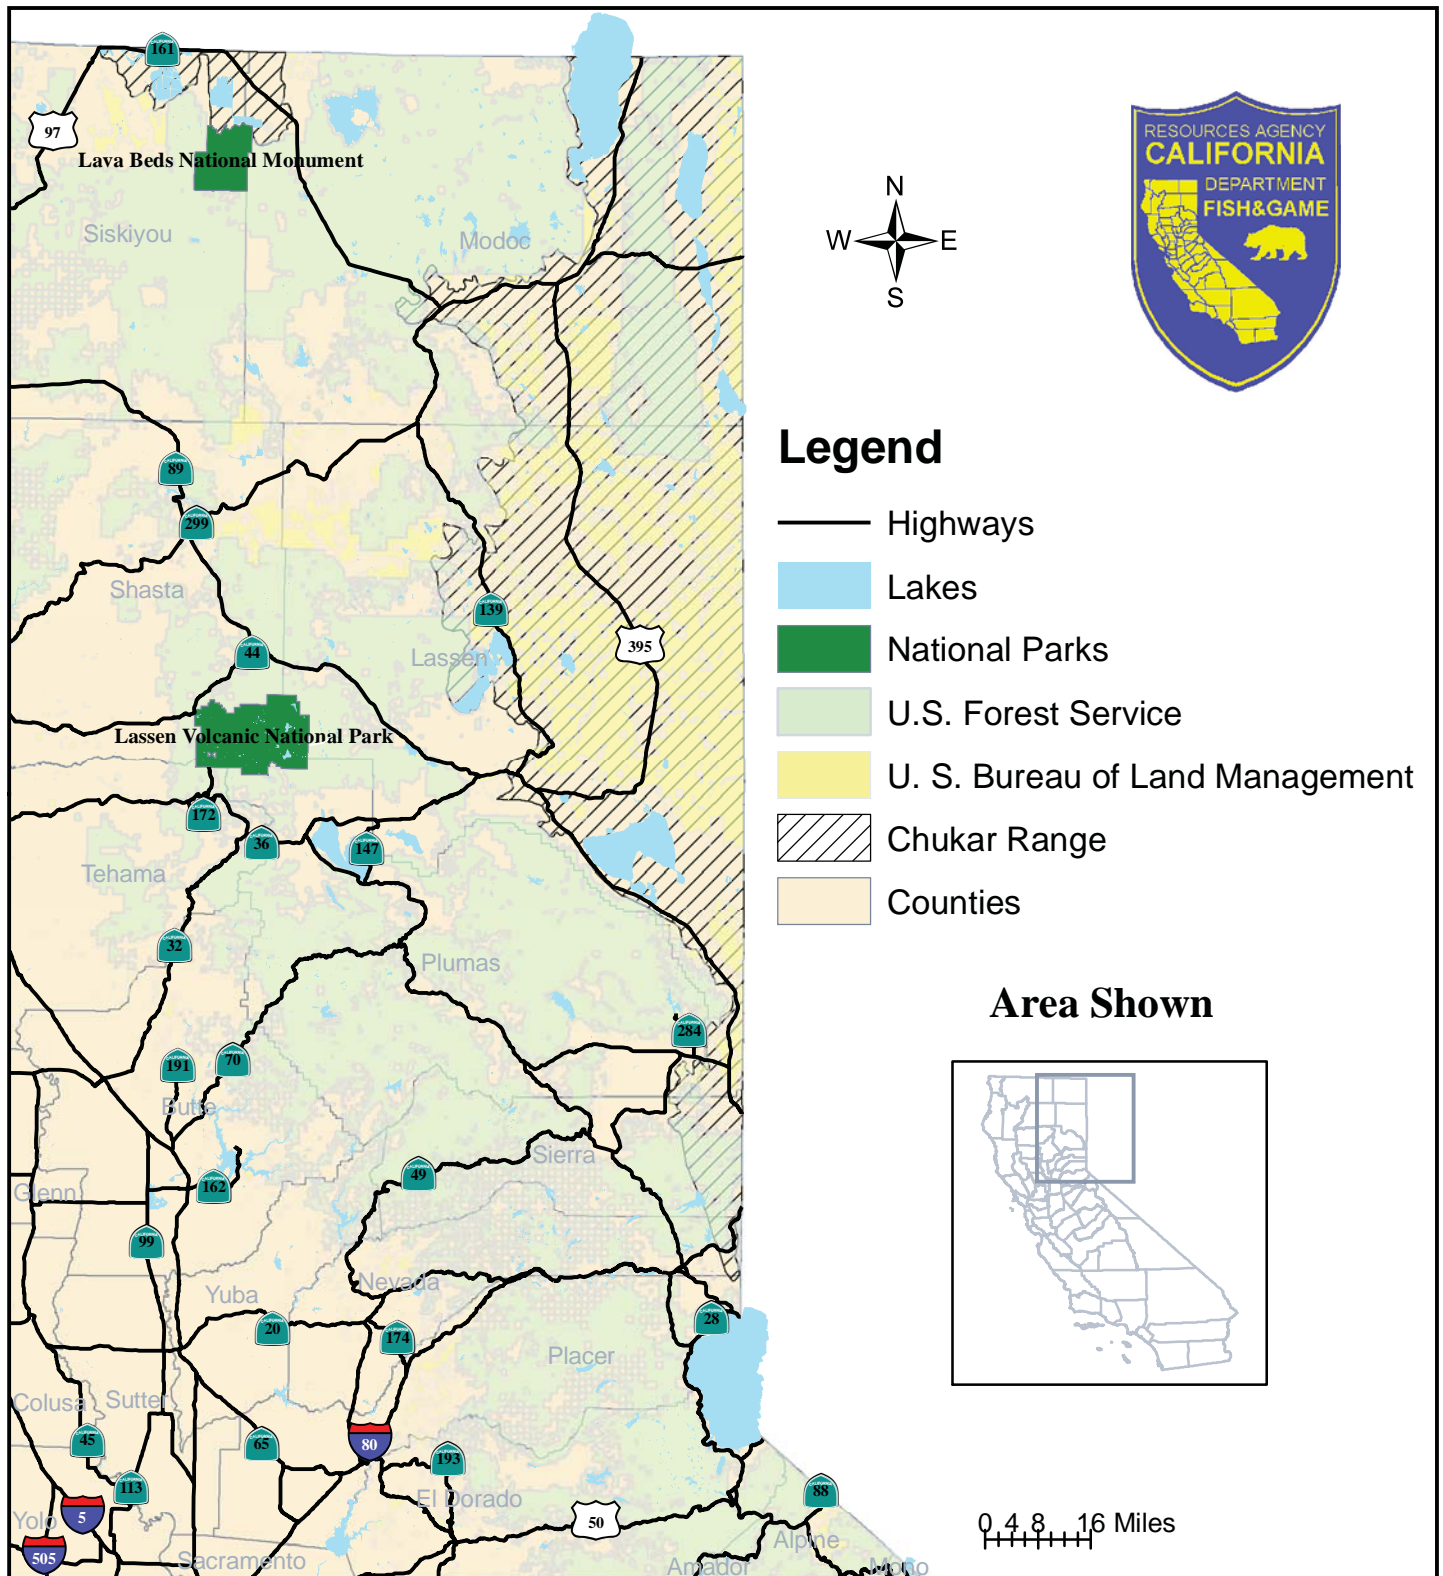 161
97
Lava Beds National Monument
Siskiyou
Modoc
N
W E
S
RESOURCES AGENCY
CALIFORNIA
DEPARTMENT
FISH&GAME
Legend
Highways
Lakes
National Parks
U.S. Forest Service
U. S. Bureau of Land Management
Chukar Range
Counties
89
299
Shasta
139
395
44
Lassen
Lassen Volcanic National Park
172
36
147
Tehama
32
Plumas
284
191
70
Butte
Sierra
49
Glenn
162
99
Nevada
Yuba
20
174
28
Placer
Colusa
Sutter
45
65
80
193
113
El Dorado
88
5
50
Yolo
505
Sacramento
Alpine
Amador
Mono
Area Shown
0 4 8 16 Miles